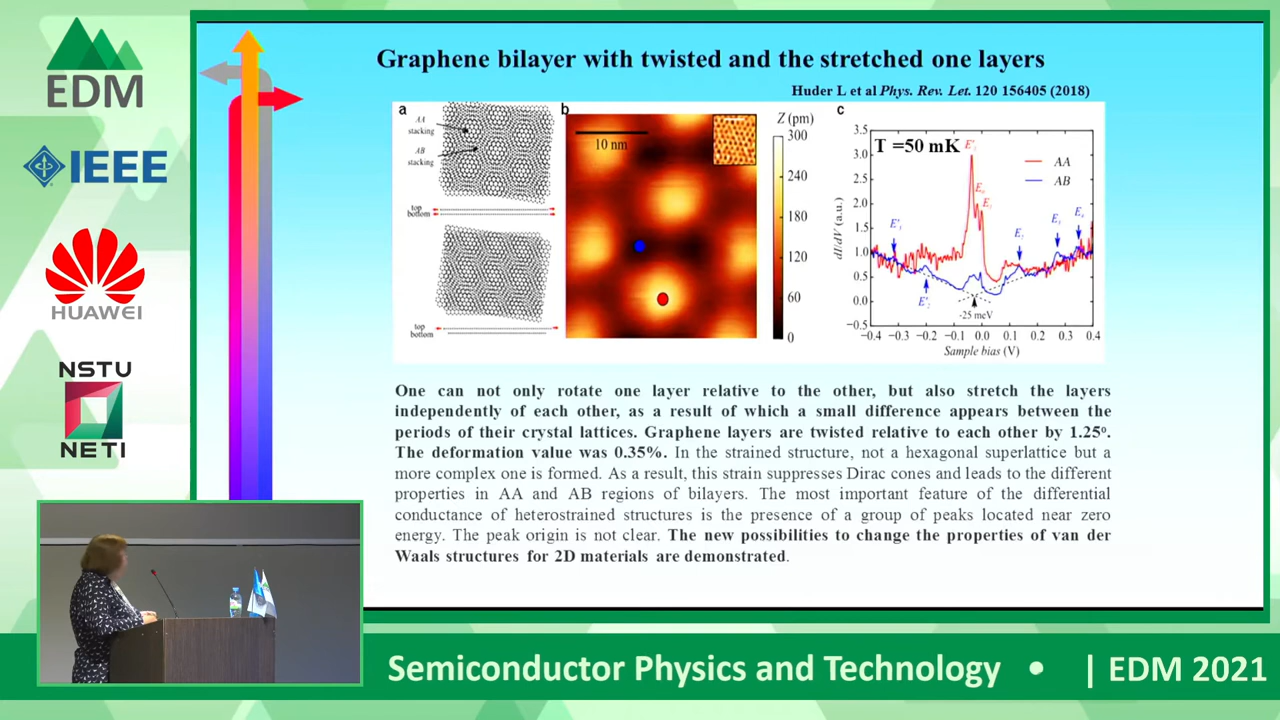 EDM
IEEE
HUAWEI
NSTU
NETI
Graphene bilayer with twisted and the stretched one layers
Huder L et al Phys. Rev. Let. 120 156405 (2018)
a
AA
stacking
AB
stacking
top
bottom
top
bottom
b
10 nm
Z (pm)
300
240
180
120
60
0
c
T =50 mK
AA
AB
dI/dV (a.u.)
3.5
3.0
2.5
2.0
1.5
1.0
0.5
0.0
−0.5
-25 meV
−0.4 −0.3 −0.2 −0.1 0.0 0.1 0.2 0.3 0.4
Sample bias (V)
One can not only rotate one layer relative to the other, but also stretch the layers
independently of each other, as a result of which a small difference appears between the
periods of their crystal lattices. Graphene layers are twisted relative to each other by 1.25º.
The deformation value was 0.35%. In the strained structure, not a hexagonal superlattice but a
more complex one is formed. As a result, this strain suppresses Dirac cones and leads to the different
properties in AA and AB regions of bilayers. The most important feature of the differential
conductance of heterostrained structures is the presence of a group of peaks located near zero
energy. The peak origin is not clear. The new possibilities to change the properties of van der
Waals structures for 2D materials are demonstrated.
Semiconductor Physics and Technology • | EDM 2021